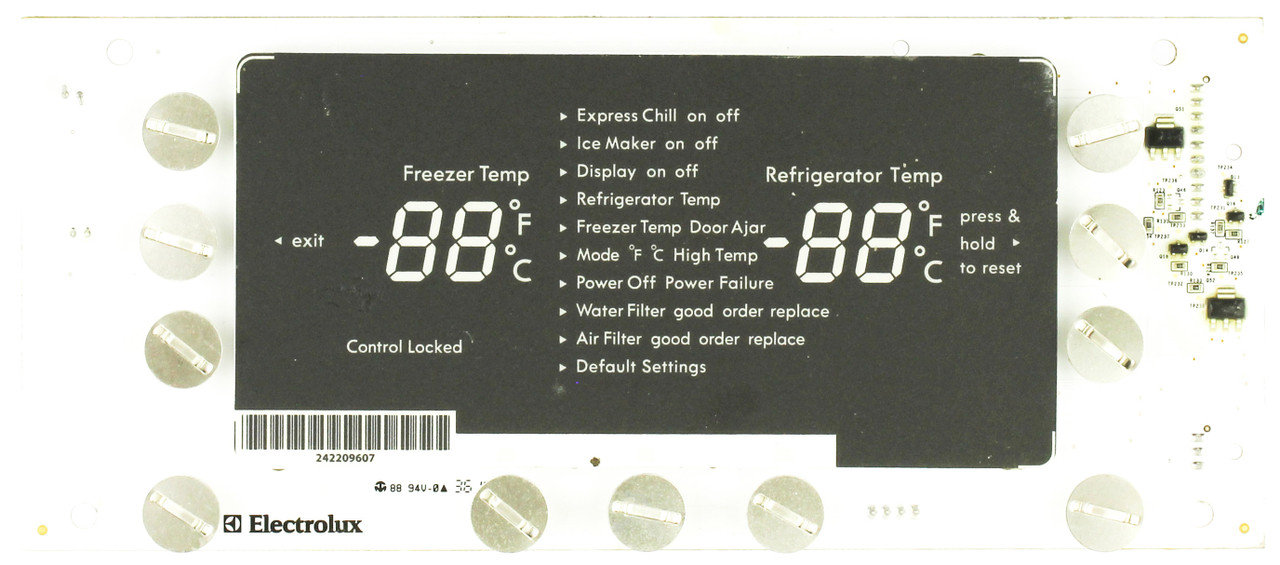 Express Chill on off
Ice Maker on off
Display on off
Refrigerator Temp
Freezer Temp Door Ajar
Mode °F °C High Temp
Power Off Power Failure
Water Filter good order replace
Air Filter good order replace
Default Settings
Freezer Temp
-88 °F °C
exit
Control Locked
Refrigerator Temp
-88 °F °C
press &
hold
to reset
242209607
88 94V-0
Electrolux